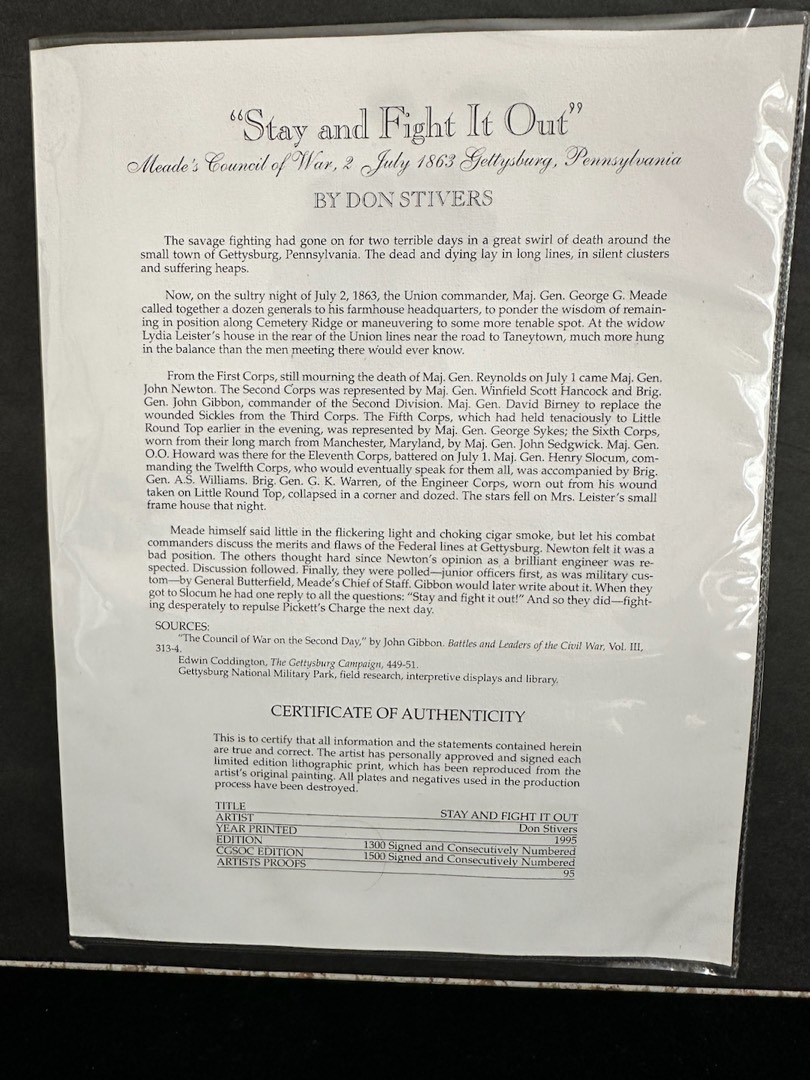 “Stay and Fight It Out”
Meade's Council of War, 2 July 1863 Gettysburg, Pennsylvania
BY DON STIVERS
The savage fighting had gone on for two terrible days in a great swirl of death around the
small town of Gettysburg, Pennsylvania. The dead and dying lay in long lines, in silent clusters
and suffering heaps.
Now, on the sultry night of July 2, 1863, the Union commander, Maj. Gen. George G. Meade
called together a dozen generals to his farmhouse headquarters, to ponder the wisdom of remain-
ing in position along Cemetery Ridge or maneuvering to some more tenable spot. At the widow
Lydia Leister's house in the rear of the Union lines near the road to Taneytown, much more hung
in the balance than the men meeting there would ever know.
From the First Corps, still mourning the death of Maj. Gen. Reynolds on July 1 came Maj. Gen.
John Newton. The Second Corps was represented by Maj. Gen. Winfield Scott Hancock and Brig.
Gen. John Gibbon, commander of the Second Division. Maj. Gen. David Birney to replace the
wounded Sickles from the Third Corps. The Fifth Corps, which had held tenaciously to Little
Round Top earlier in the evening, was represented by Maj. Gen. George Sykes; the Sixth Corps,
worn from their long march from Manchester, Maryland, by Maj. Gen. John Sedgwick. Maj. Gen.
O.O. Howard was there for the Eleventh Corps, battered on July 1. Maj. Gen. Henry Slocum, com-
manding the Twelfth Corps, who would eventually speak for them all, was accompanied by Brig.
Gen. A.S. Williams. Brig. Gen. G. K. Warren, of the Engineer Corps, worn out from his wound
taken on Little Round Top, collapsed in a corner and dozed. The stars fell on Mrs. Leister's small
frame house that night.
Meade himself said little in the flickering light and choking cigar smoke, but let his combat
commanders discuss the merits and flaws of the Federal lines at Gettysburg. Newton felt it was a
bad position. The others thought hard since Newton's opinion as a brilliant engineer was re-
spected. Discussion followed. Finally, they were polled—junior officers first, as was military cus-
tom—by General Butterfield, Meade's Chief of Staff. Gibbon would later write about it. When they
got to Slocum he had one reply to all the questions: “Stay and fight it out!” And so they did—fight-
ing desperately to repulse Pickett's Charge the next day.
SOURCES:
“The Council of War on the Second Day,” by John Gibbon. Battles and Leaders of the Civil War, Vol. III,
313-4.
Edwin Coddington, The Gettysburg Campaign, 449-51.
Gettysburg National Military Park, field research, interpretive displays and library.
CERTIFICATE OF AUTHENTICITY
This is to certify that all information and the statements contained herein
are true and correct. The artist has personally approved and signed each
limited edition lithographic print, which has been reproduced from the
artist's original painting. All plates and negatives used in the production
process have been destroyed.
TITLE STAY AND FIGHT IT OUT
ARTIST Don Stivers
YEAR PRINTED 1995
EDITION 1300 Signed and Consecutively Numbered
CGSOC EDITION 1500 Signed and Consecutively Numbered
ARTISTS PROOFS 95